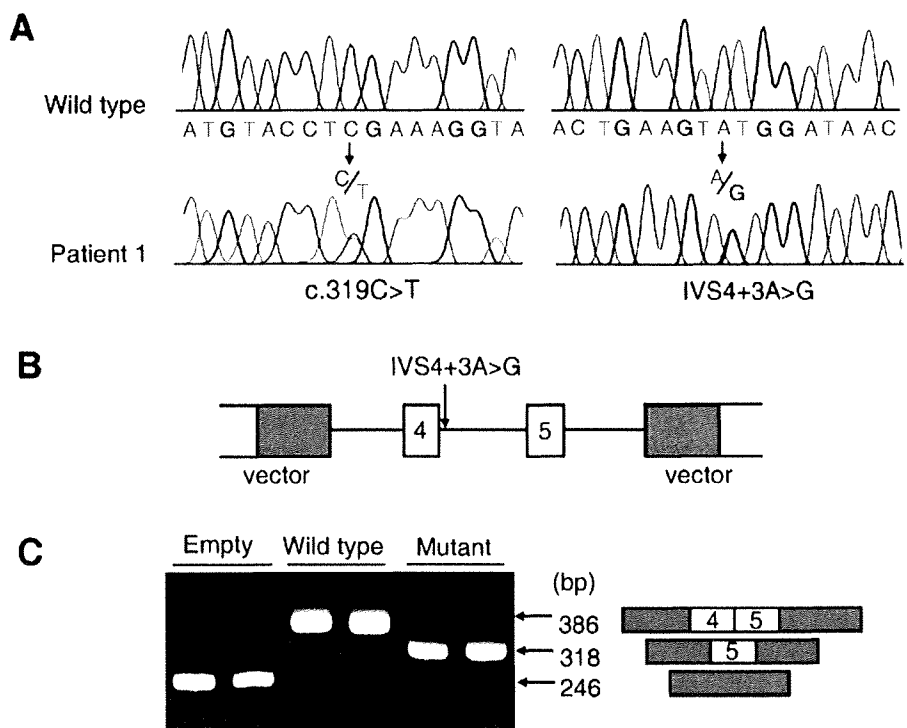 A
Wild type
ATGTACCTCGAAAGGTA
ACTGAAGTATGGATAAC
C/T
A/G
Patient 1
c.319C>T
IVS4+3A>G
B
IVS4+3A>G
4
5
vector
vector
C
Empty
Wild type
Mutant
(bp)
386
4
5
318
5
246